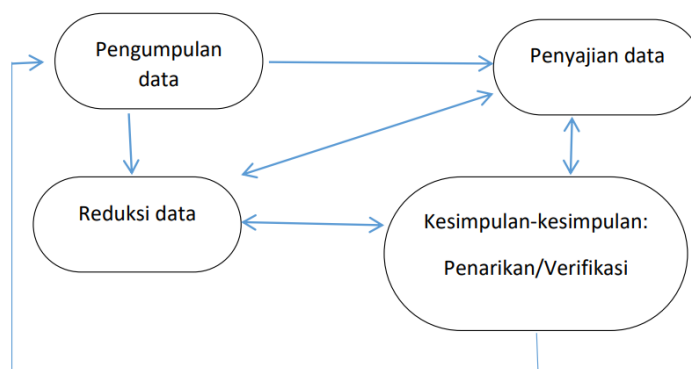 Pengumpulan
data
Penyajian data
Reduksi data
Kesimpulan-kesimpulan:
Penarikan/Verifikasi